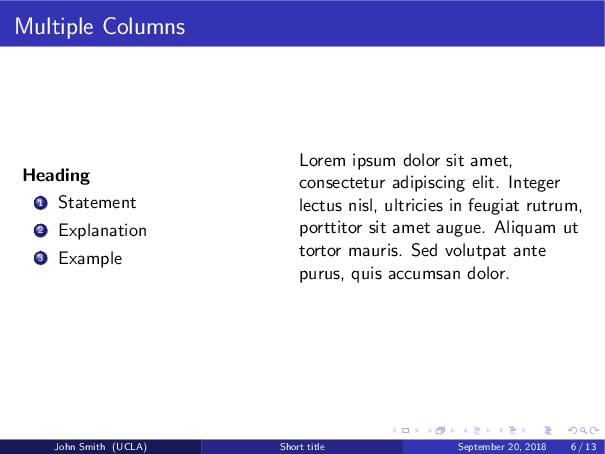 Multiple Columns
Heading
1 Statement
2 Explanation
3 Example
Lorem ipsum dolor sit amet,
consectetur adipiscing elit. Integer
lectus nisl, ultricies in feugiat rutrum,
porttitor sit amet augue. Aliquam ut
tortor mauris. Sed volutpat ante
purus, quis accumsan dolor.
John Smith (UCLA) Short title September 20, 2018 6 / 13